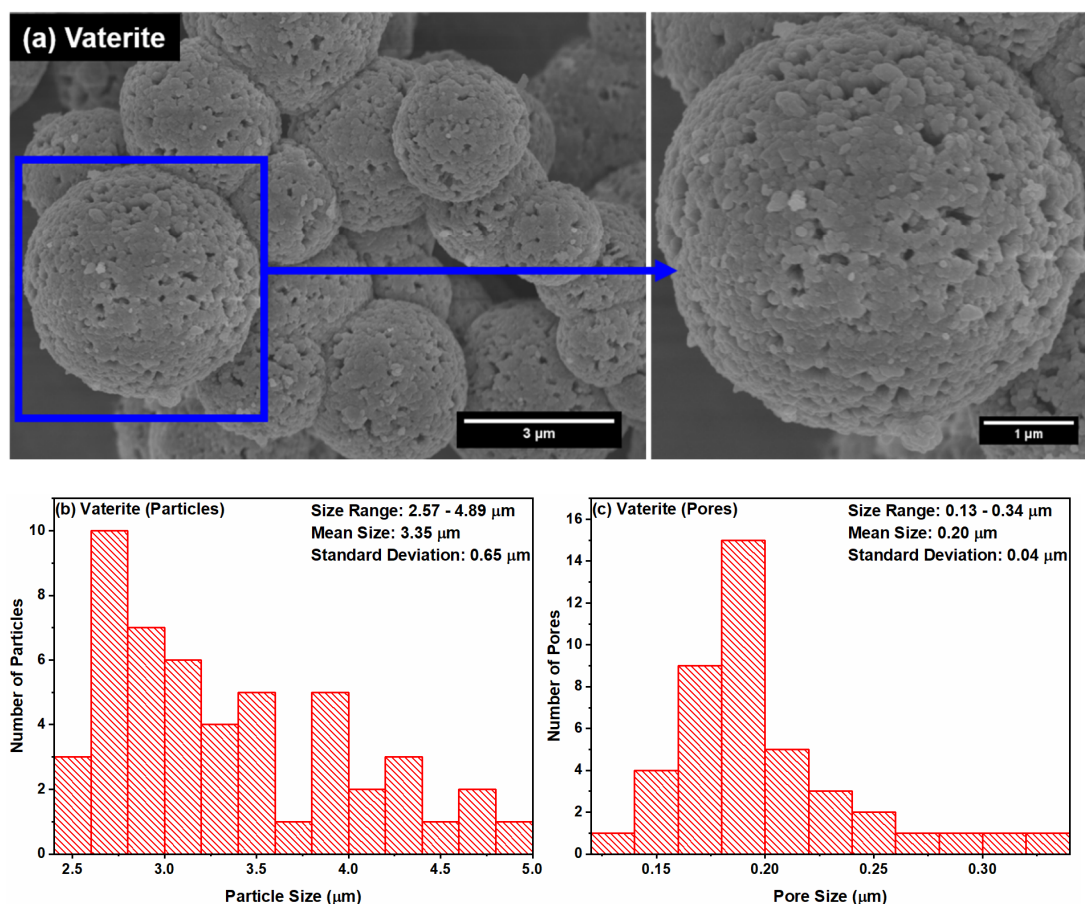 (a) Vaterite
3 μm
1 μm
(b) Vaterite (Particles)
Size Range: 2.57 - 4.89 μm
Mean Size: 3.35 μm
Standard Deviation: 0.65 μm
10
8
6
4
2
0
Number of Particles
2.5
3.0
3.5
4.0
4.5
5.0
Particle Size (μm)
(c) Vaterite (Pores)
Size Range: 0.13 - 0.34 μm
Mean Size: 0.20 μm
Standard Deviation: 0.04 μm
16
14
12
10
8
6
4
2
0
Number of Pores
0.15
0.20
0.25
0.30
Pore Size (μm)